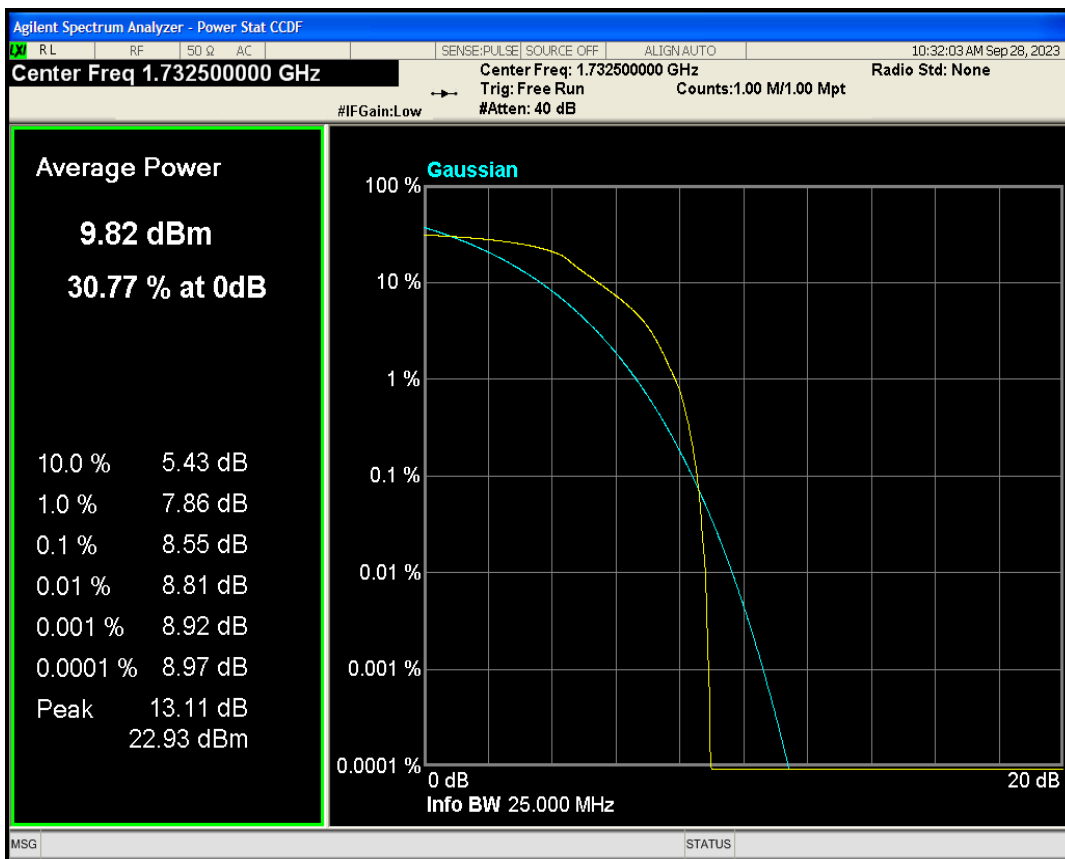 Agilent Spectrum Analyzer - Power Stat CCDF
LXI RL RF 50 Ω AC SENSE:PULSE SOURCE OFF ALIGN AUTO 10:32:03 AM Sep 28, 2023
Center Freq 1.732500000 GHz
Center Freq: 1.732500000 GHz Radio Std: None
Trig: Free Run Counts:1.00 M/1.00 Mpt
#IFGain:Low #Atten: 40 dB
Average Power
9.82 dBm
30.77 % at 0dB
10.0 % 5.43 dB
1.0 % 7.86 dB
0.1 % 8.55 dB
0.01 % 8.81 dB
0.001 % 8.92 dB
0.0001 % 8.97 dB
Peak 13.11 dB
22.93 dBm
Gaussian
100 %
10 %
1 %
0.1 %
0.01 %
0.001 %
0.0001 %
0 dB 20 dB
Info BW 25.000 MHz
MSG STATUS